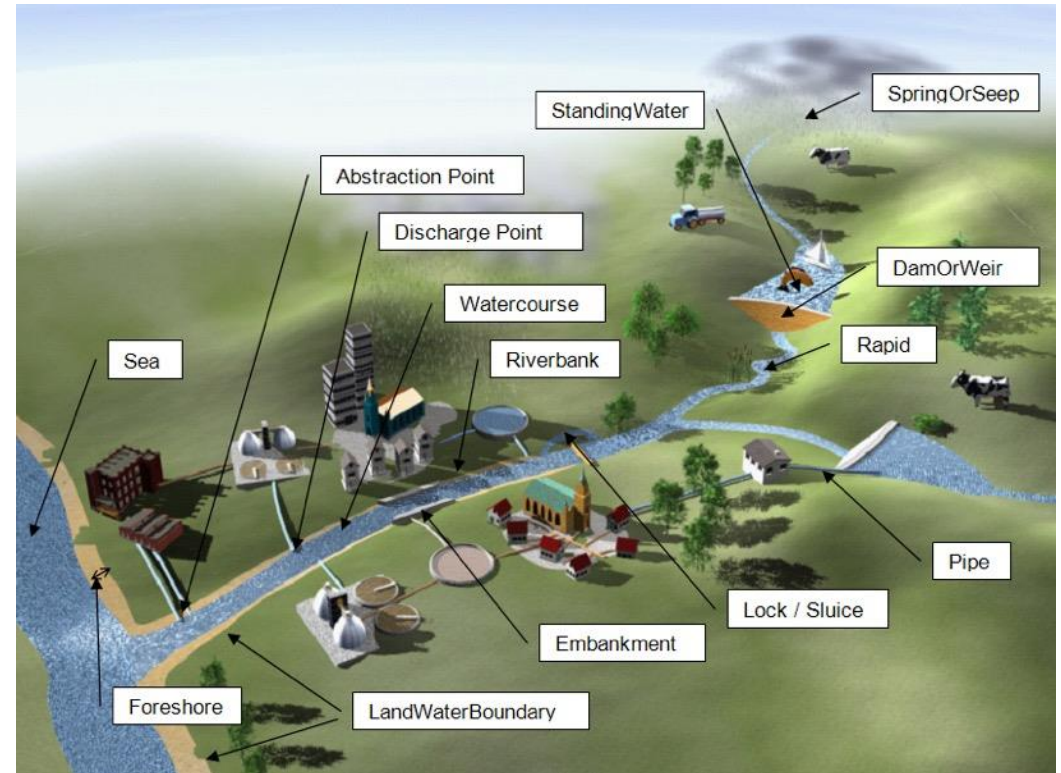 SpringOrSeep
StandingWater
Abstraction Point
Discharge Point
DamOrWeir
Watercourse
Rapid
Sea
Riverbank
Pipe
Lock / Sluice
Embankment
Foreshore
LandWaterBoundary